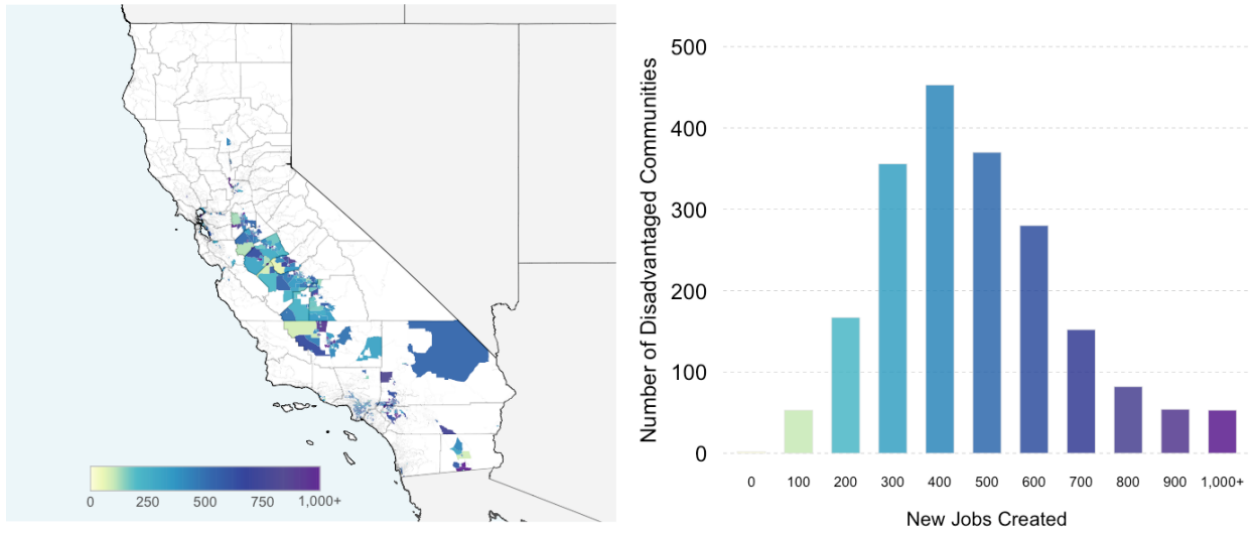 0 250 500 750 1,000+
Number of Disadvantaged Communities
500
400
300
200
100
0
0 100 200 300 400 500 600 700 800 900 1,000+
New Jobs Created